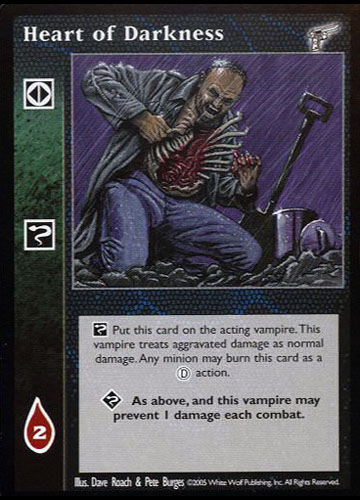 Heart of Darkness
Put this card on the acting vampire. This
vampire treats aggravated damage as normal
damage. Any minion may burn this card as a
D action.
As above, and this vampire may
prevent 1 damage each combat.
2
Illus. Dave Roach & Pete Burges ©2005 White Wolf Publishing, Inc. All Rights Reserved.